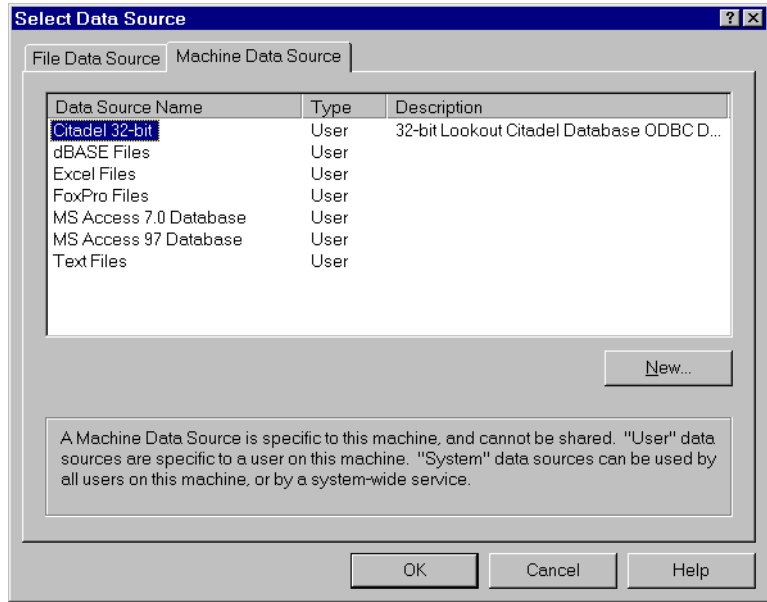 Select Data Source
File Data Source Machine Data Source
Data Source Name Type Description
Citadel 32-bit User 32-bit Lookout Citadel Database ODBC D...
dBASE Files User
Excel Files User
FoxPro Files User
MS Access 7.0 Database User
MS Access 97 Database User
Text Files User
New...
A Machine Data Source is specific to this machine, and cannot be shared. "User" data
sources are specific to a user on this machine. "System" data sources can be used by
all users on this machine, or by a system-wide service.
OK Cancel Help